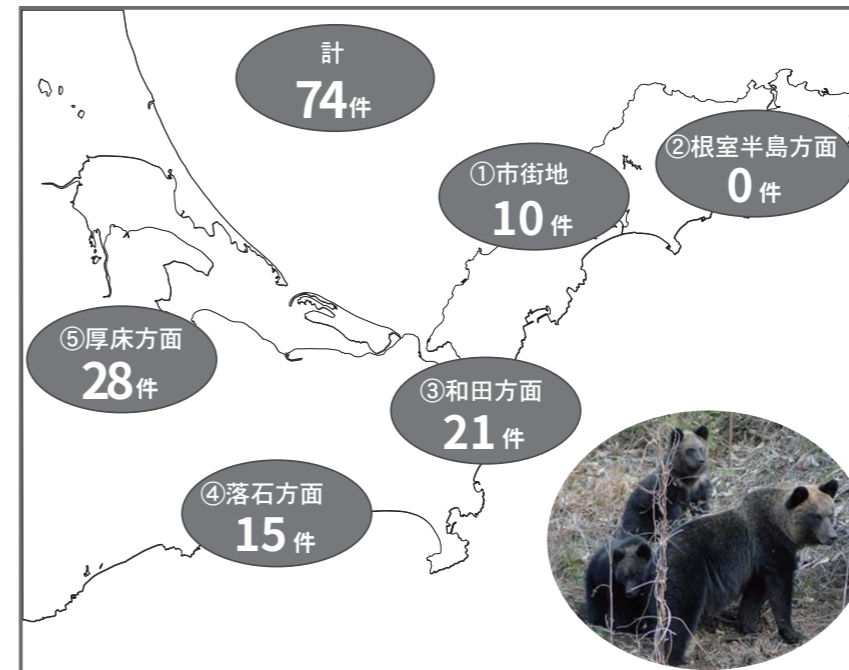 計
74件
①市街地
10件
②根室半島方面
0件
③和田方面
21件
④落石方面
15件
⑤厚床方面
28件